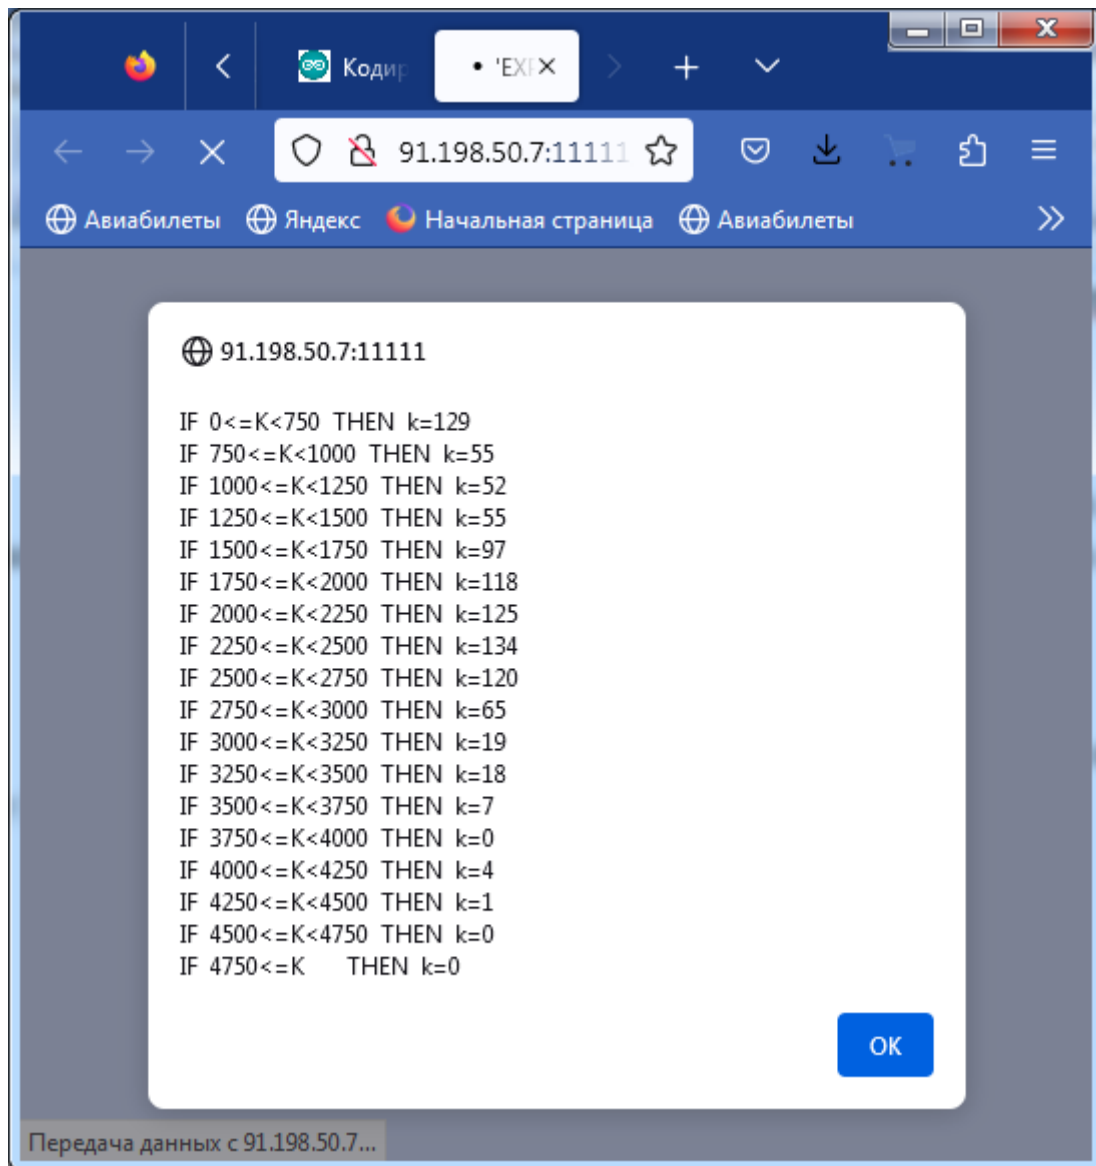 Кодир
• 'EXF
91.198.50.7:11111
Авиабилеты Яндекс Начальная страница Авиабилеты
91.198.50.7:11111
IF 0<=K<750 THEN k=129
IF 750<=K<1000 THEN k=55
IF 1000<=K<1250 THEN k=52
IF 1250<=K<1500 THEN k=55
IF 1500<=K<1750 THEN k=97
IF 1750<=K<2000 THEN k=118
IF 2000<=K<2250 THEN k=125
IF 2250<=K<2500 THEN k=134
IF 2500<=K<2750 THEN k=120
IF 2750<=K<3000 THEN k=65
IF 3000<=K<3250 THEN k=19
IF 3250<=K<3500 THEN k=18
IF 3500<=K<3750 THEN k=7
IF 3750<=K<4000 THEN k=0
IF 4000<=K<4250 THEN k=4
IF 4250<=K<4500 THEN k=1
IF 4500<=K<4750 THEN k=0
IF 4750<=K THEN k=0
OK
Передача данных с 91.198.50.7...